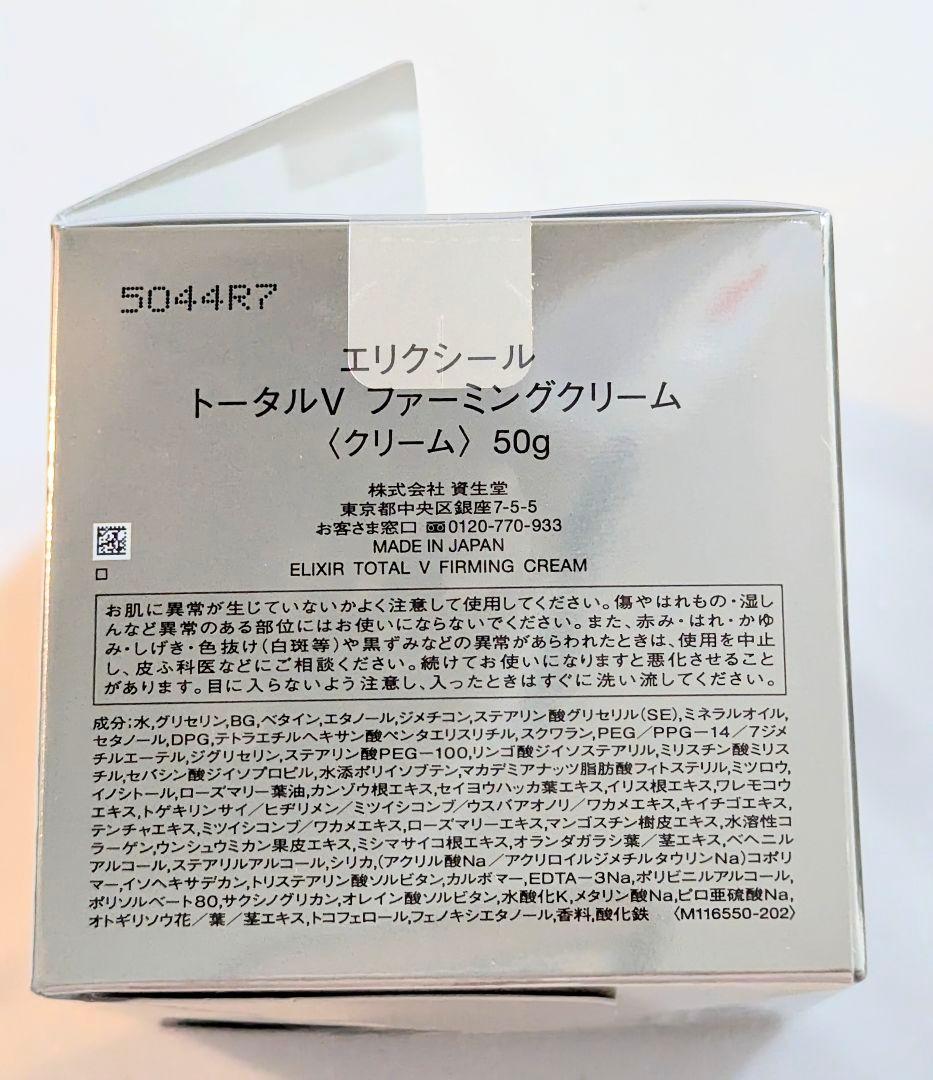 5044R7
エリクシール
トータルV ファーミングクリーム
〈クリーム〉50g
株式会社 資生堂
東京都中央区銀座7-5-5
お客さま窓口 0120-770-933
MADE IN JAPAN
ELIXIR TOTAL V FIRMING CREAM
お肌に異常が生じていないかよく注意して使用してください。傷やはれもの・湿し
んなど異常のある部位にはお使いにならないでください。また、赤み・はれ・かゆ
み・しげき・色抜け(白斑等)や黒ずみなどの異常があらわれたときは、使用を中止
し、皮ふ科医などにご相談ください。続けてお使いになりますと悪化させること
があります。目に入らないよう注意し、入ったときはすぐに洗い流してください。
成分;水,グリセリン,BG,ベタイン,エタノール,ジメチコン,ステアリン酸グリセリル(SE),ミネラルオイル,
セタノール,DPG,テトラエチルヘキサン酸ペンタエリスリチル,スクワラン,PEG/PPG-14/7ジメ
チルエーテル,ジグリセリン,ステアリン酸PEG-100,リンゴ酸ジイソステアリル,ミリスチン酸ミリス
チル,セバシン酸ジイソプロピル,水添ポリイソブテン,マカデミアナッツ脂肪酸フィトステリル,ミツロウ,
イノシトール,ローズマリー葉油,カンゾウ根エキス,セイヨウハッカ葉エキス,イリス根エキス,ワレモコウ
エキス,トゲキリンサイ/ヒヂリメン/ミツイシコンブ/ウスバアオノリ/ワカメエキス,キイチゴエキス,
テンチャエキス,ミツイシコンブ/ワカメエキス,ローズマリーエキス,マンゴスチン樹皮エキス,水溶性コ
ラーゲン,ウンシュウミカン果皮エキス,ミシマサイコ根エキス,オランダガラシ葉/茎エキス,ベヘニル
アルコール,ステアリルアルコール,シリカ,(アクリル酸Na/アクリロイルジメチルタウリンNa)コポリ
マー,イソヘキサデカン,トリステアリン酸ソルビタン,カルボマー,EDTA-3Na,ポリビニルアルコール,
ポリソルベート80,サクシノグリカン,オレイン酸ソルビタン,水酸化K,メタリン酸Na,ピロ亜硫酸Na,
オトギリソウ花/葉/茎エキス,トコフェロール,フェノキシエタノール,香料,酸化鉄 〈M116550-202〉